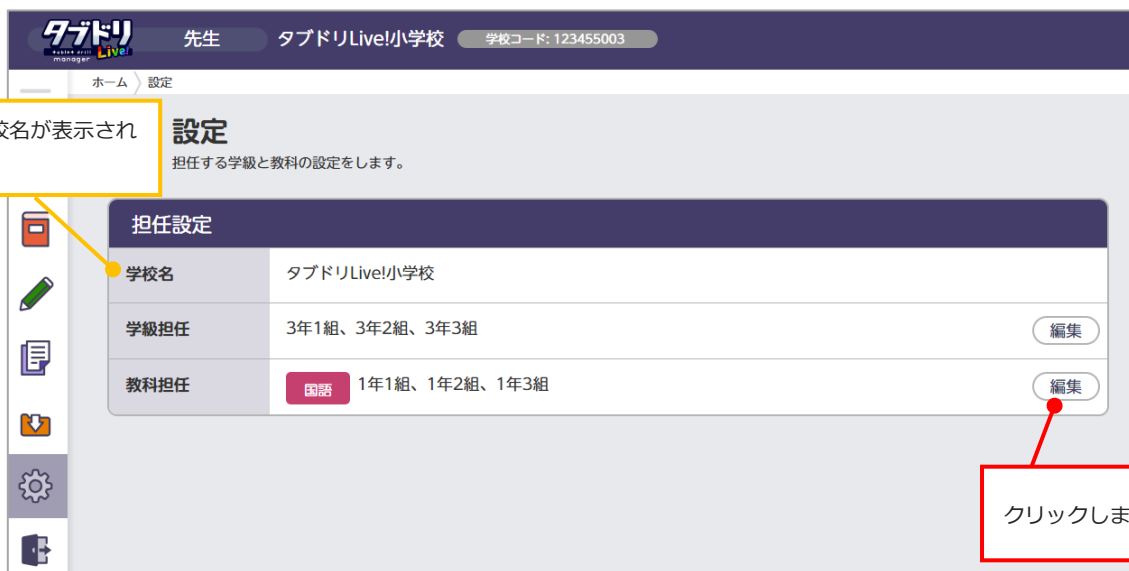 タブドリ Live! tablet drill manager 先生 タブドリLive!小学校 学校コード: 123455003
ホーム 〉 設定
校名が表示され
設定
担任する学級と教科の設定をします。
担任設定
学校名 タブドリLive!小学校
学級担任 3年1組、3年2組、3年3組 編集
教科担任 国語 1年1組、1年2組、1年3組 編集
クリックしま